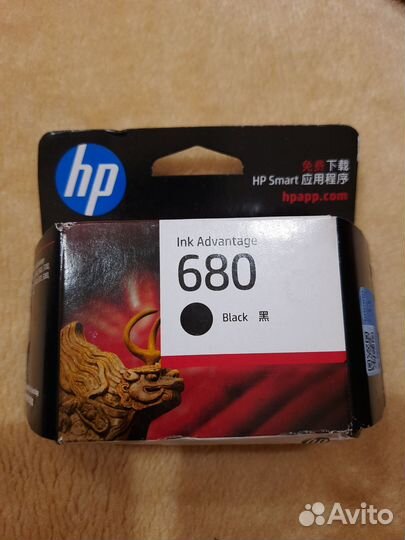 hp
免费下载
HP Smart 应用程序
hpapp.com
Ink Advantage
680
Black 黑
Avito